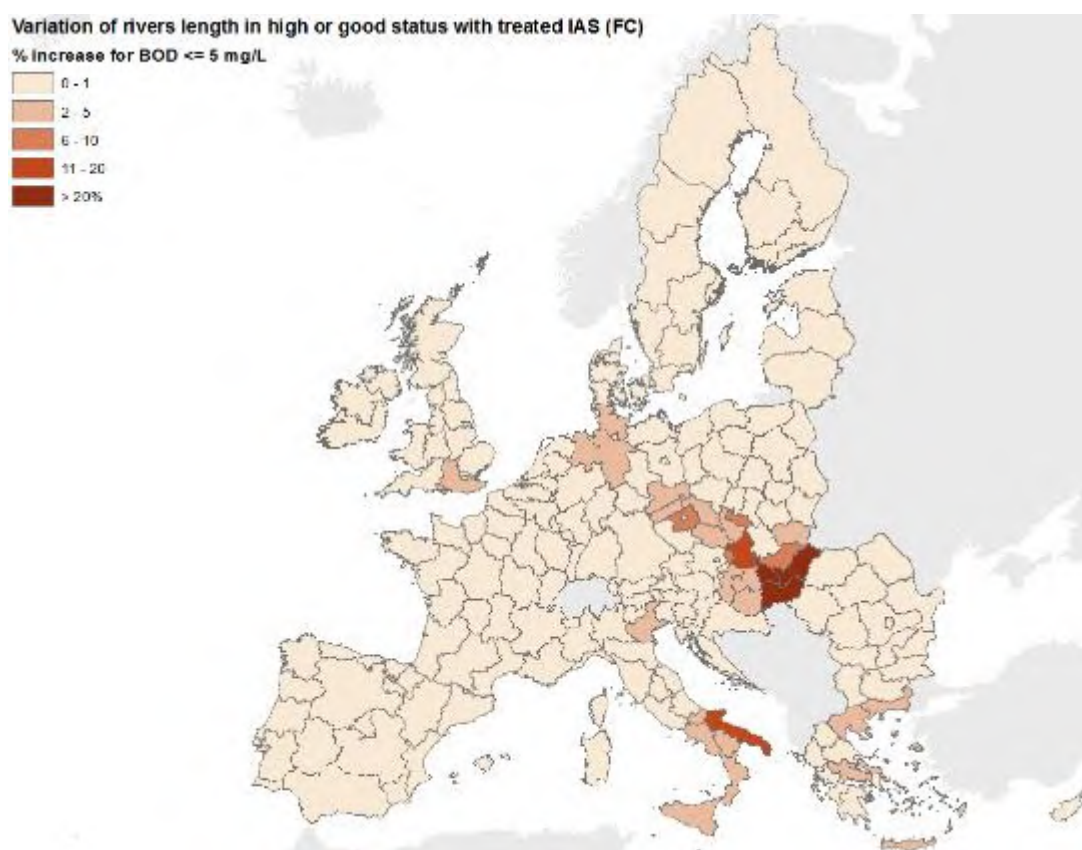 Variation of rivers length in high or good status with treated IAS (FC)
% increase for BOD <= 5 mg/L
0 - 1
2 - 5
6 - 10
11 - 20
> 20%